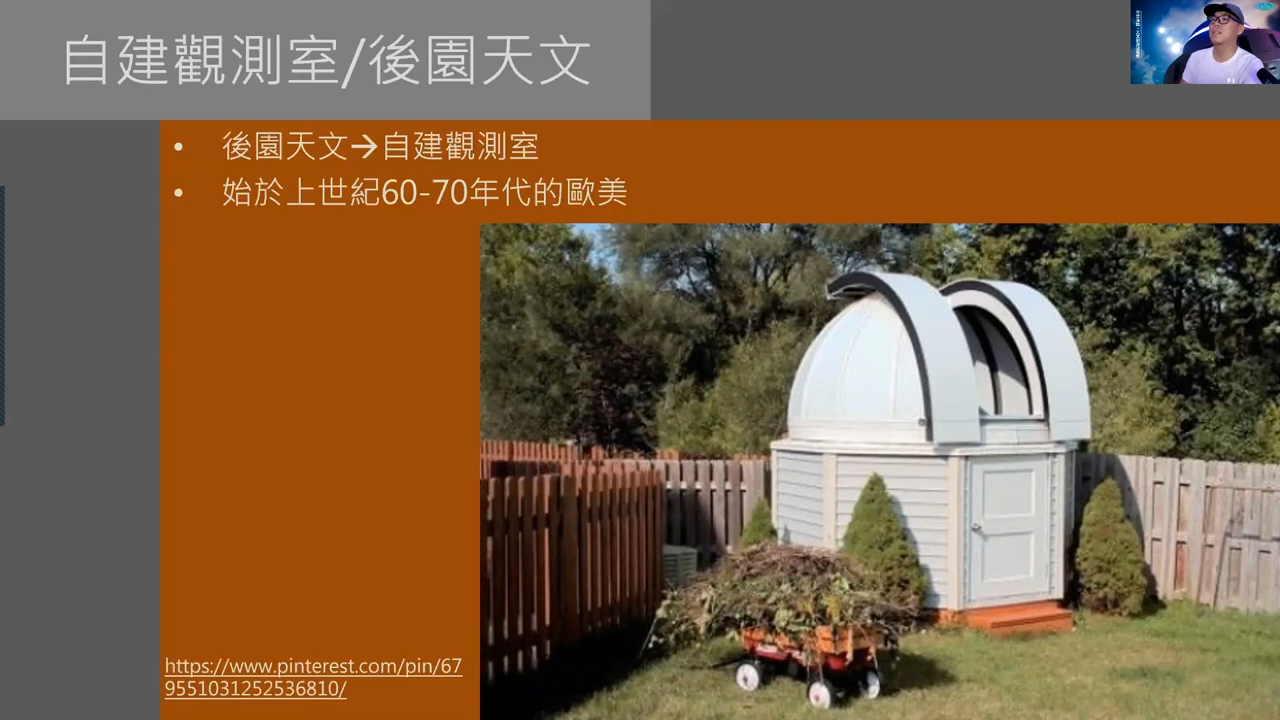 自建觀測室/後園天文
• 後園天文→自建觀測室
• 始於上世紀60-70年代的歐美
https://www.pinterest.com/pin/67
9551031252536810/